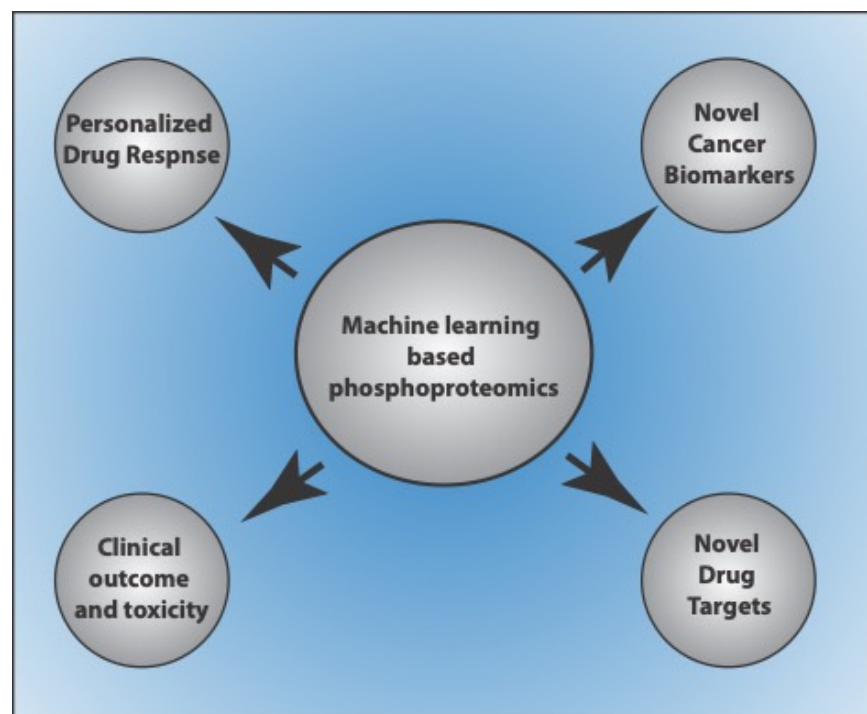 Personalized
Drug Respnse
Novel
Cancer
Biomarkers
Machine learning
based
phosphoproteomics
Clinical
outcome
and toxicity
Novel
Drug
Targets